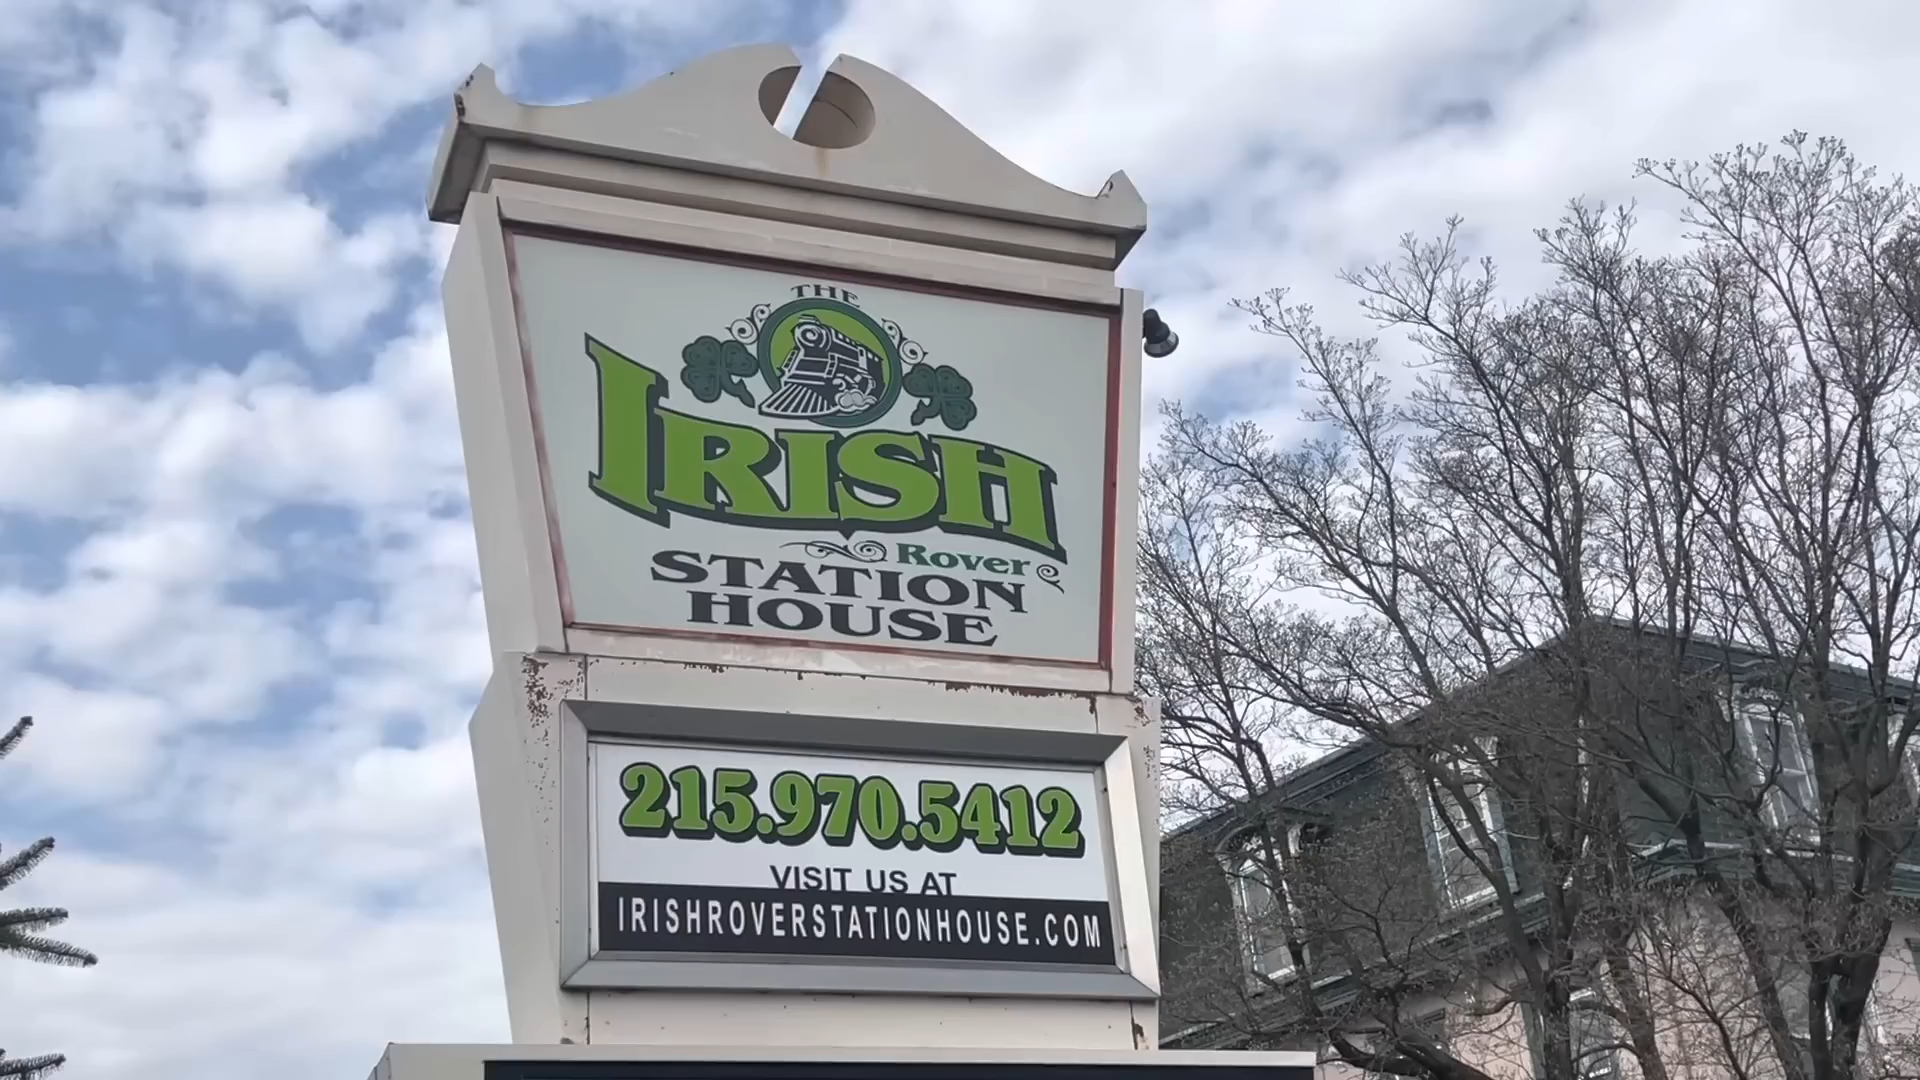 THE
IRISH
Rover
STATION
HOUSE
215.970.5412
VISIT US AT
IRISHROVERSTATIONHOUSE.COM